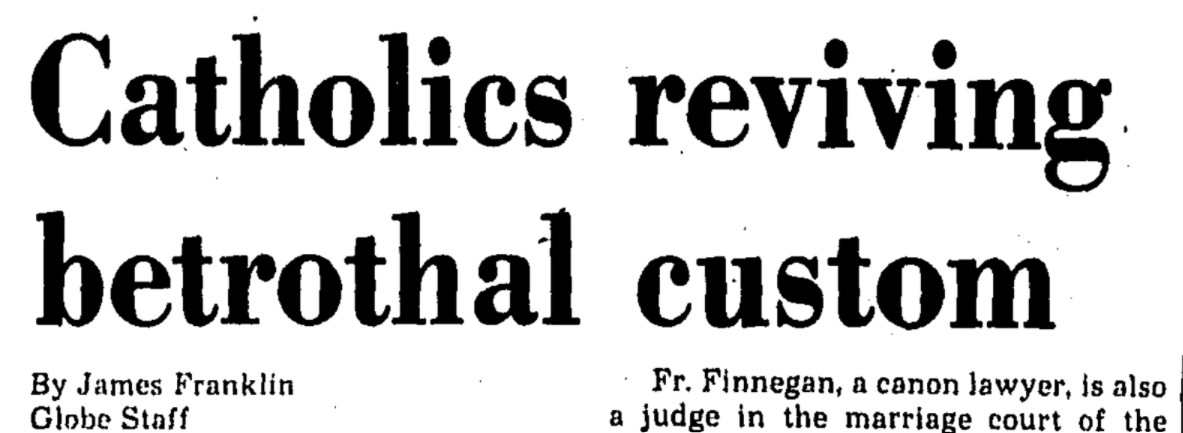 Catholics reviving
betrothal custom
By James Franklin
Globe Staff
Fr. Finnegan, a canon lawyer, is also
a judge in the marriage court of the